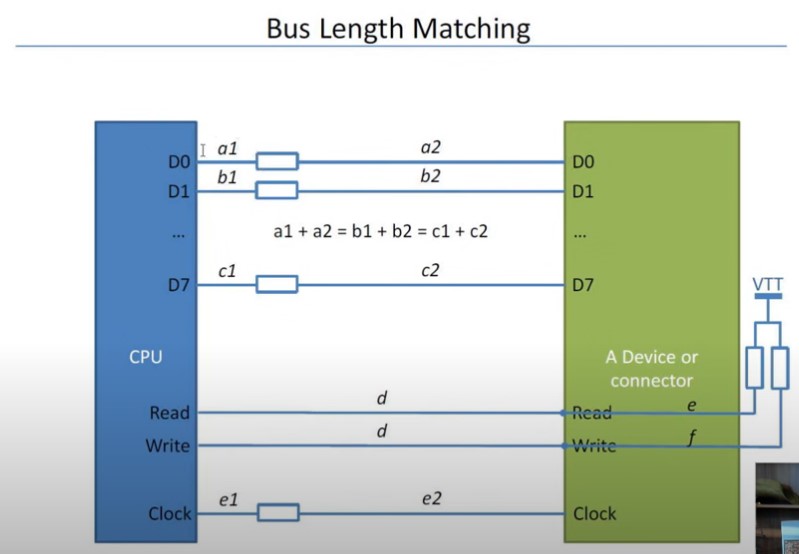 Bus Length Matching
D0 a1 a2 D0
D1 b1 b2 D1
... a1 + a2 = b1 + b2 = c1 + c2 ...
D7 c1 c2 D7
VTT
CPU
A Device or
connector
Read d Read e
Write d Write f
Clock e1 e2 Clock